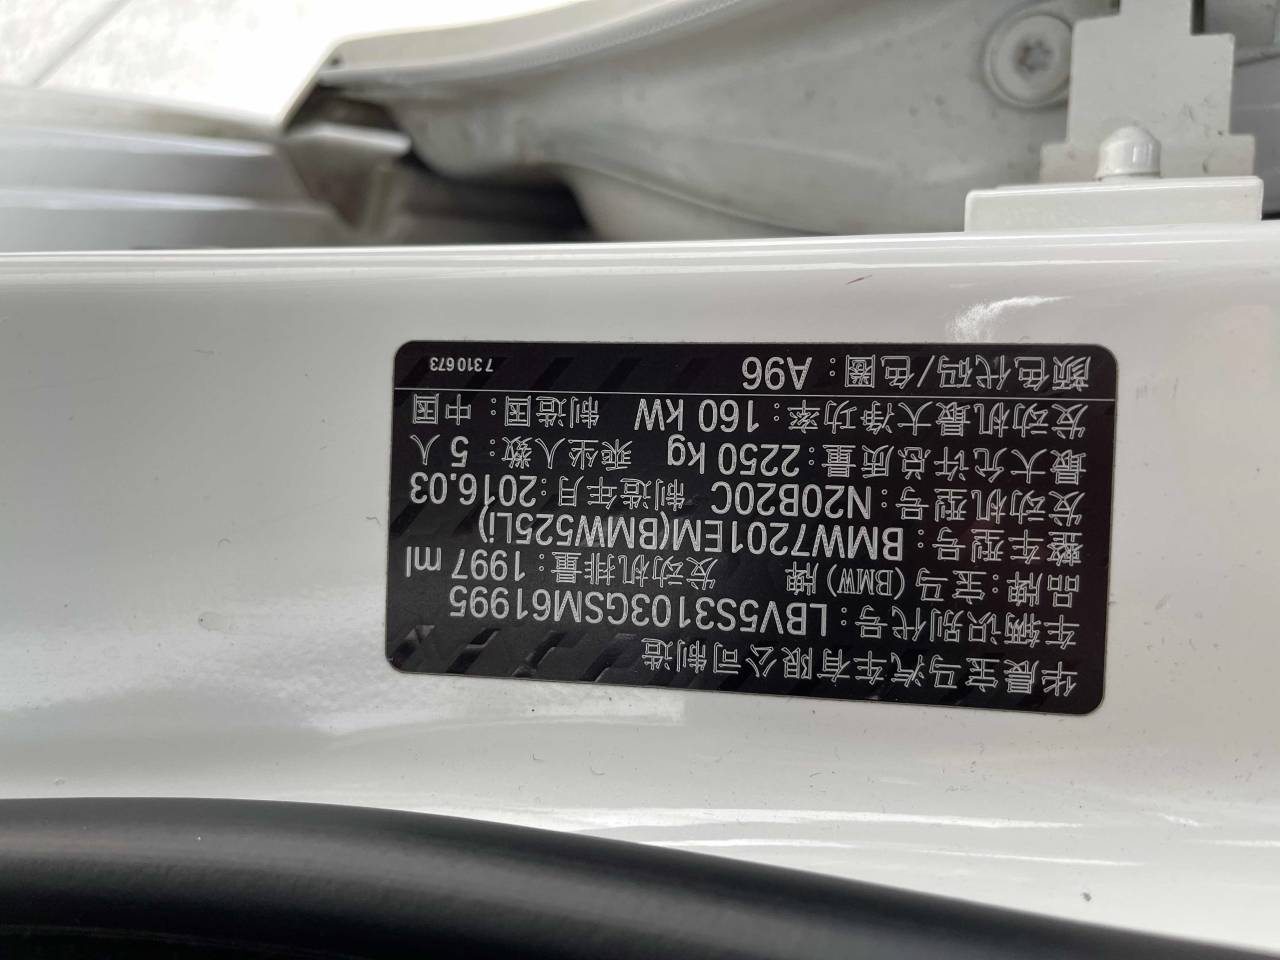 华晨宝马汽车有限公司制造
车辆识别代号：LBV5S3103GSM61995
品牌：宝马（BMW）牌 发动机排量：1997 ml
整车型号：BMW7201EM(BMW525Li)
发动机型号：N20B20C 制造年月：2016.03
最大允许总质量：2250 kg 乘坐人数：5 人
发动机最大净功率：160 kW 制造国：中国
颜色代码/色圈：A96 7 310 673